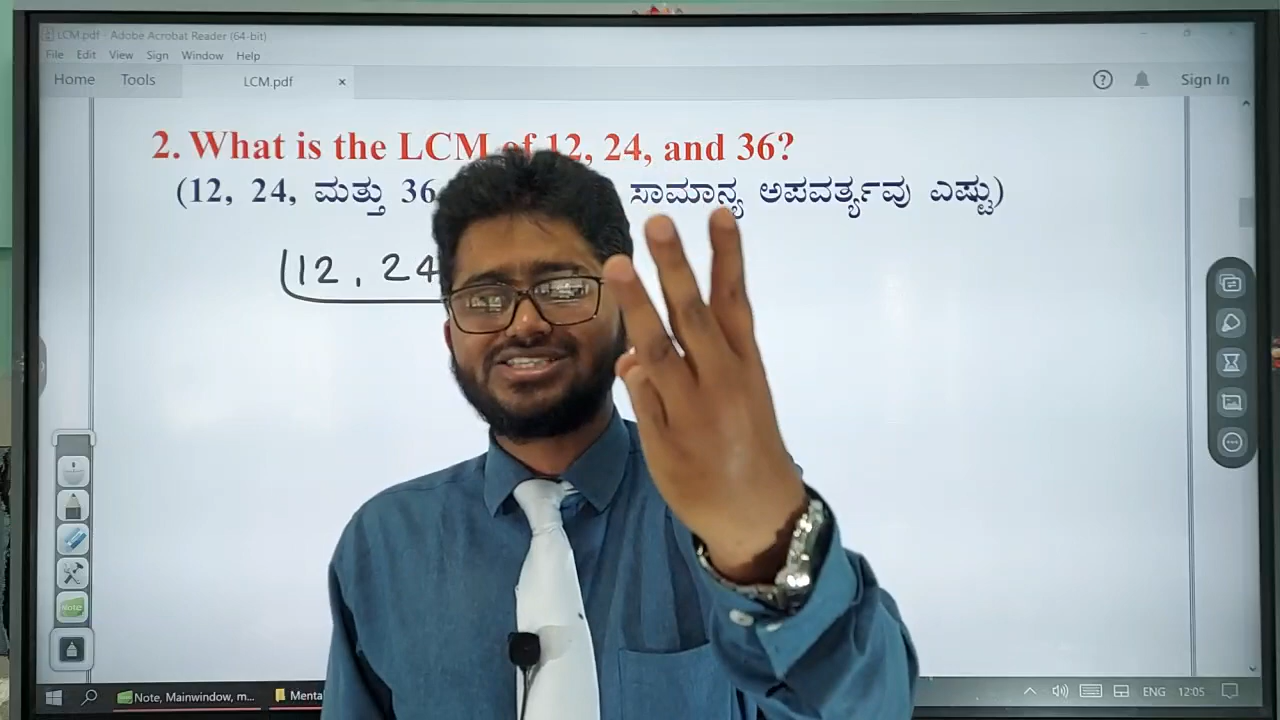 LCM.pdf - Adobe Acrobat Reader (64-bit)
File Edit View Sign Window Help
Home Tools LCM.pdf × ? Sign In
2. What is the LCM of 12, 24, and 36?
(12, 24, ಮತ್ತು 36 ಸಾಮಾನ್ಯ ಅಪವರ್ತ್ಯವು ಎಷ್ಟು)
12, 24
Note
Note, Mainwindow, m... Menta ENG 12:05